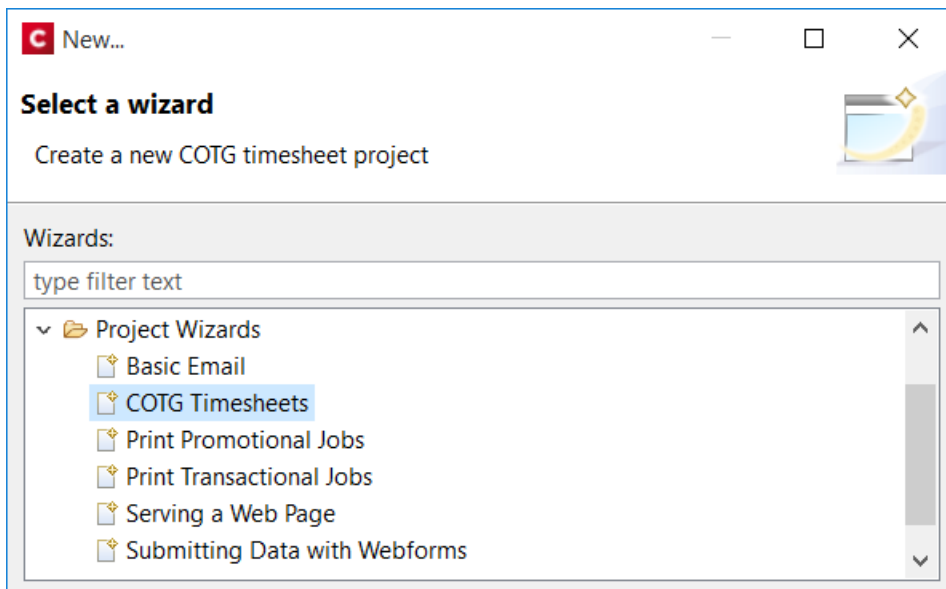 C New...
Select a wizard
Create a new COTG timesheet project
Wizards:
type filter text
Project Wizards
Basic Email
COTG Timesheets
Print Promotional Jobs
Print Transactional Jobs
Serving a Web Page
Submitting Data with Webforms